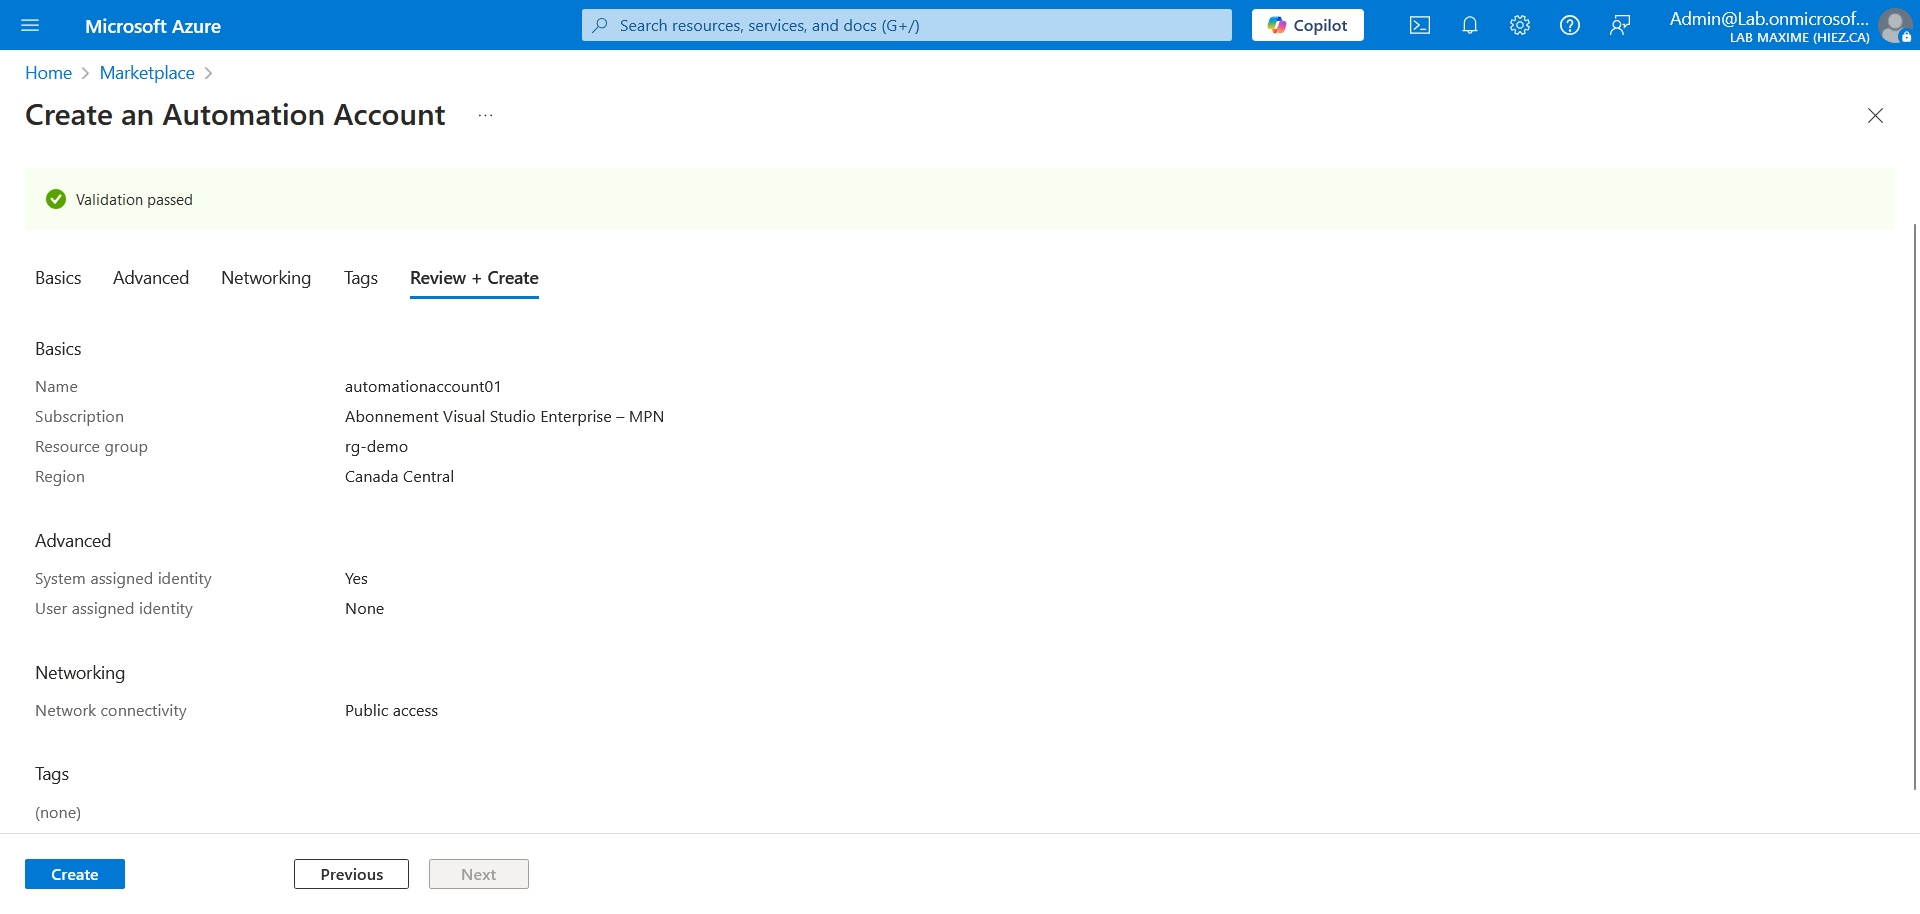 Microsoft Azure
Search resources, services, and docs (G+/)
Copilot
Admin@Lab.onmicrosof...
LAB MAXIME (HIEZ.CA)
Home
Marketplace
Create an Automation Account
...
Validation passed
Basics
Advanced
Networking
Tags
Review + Create
Basics
Name automationaccount01
Subscription Abonnement Visual Studio Enterprise – MPN
Resource group rg-demo
Region Canada Central
Advanced
System assigned identity Yes
User assigned identity None
Networking
Network connectivity Public access
Tags
(none)
Create
Previous
Next